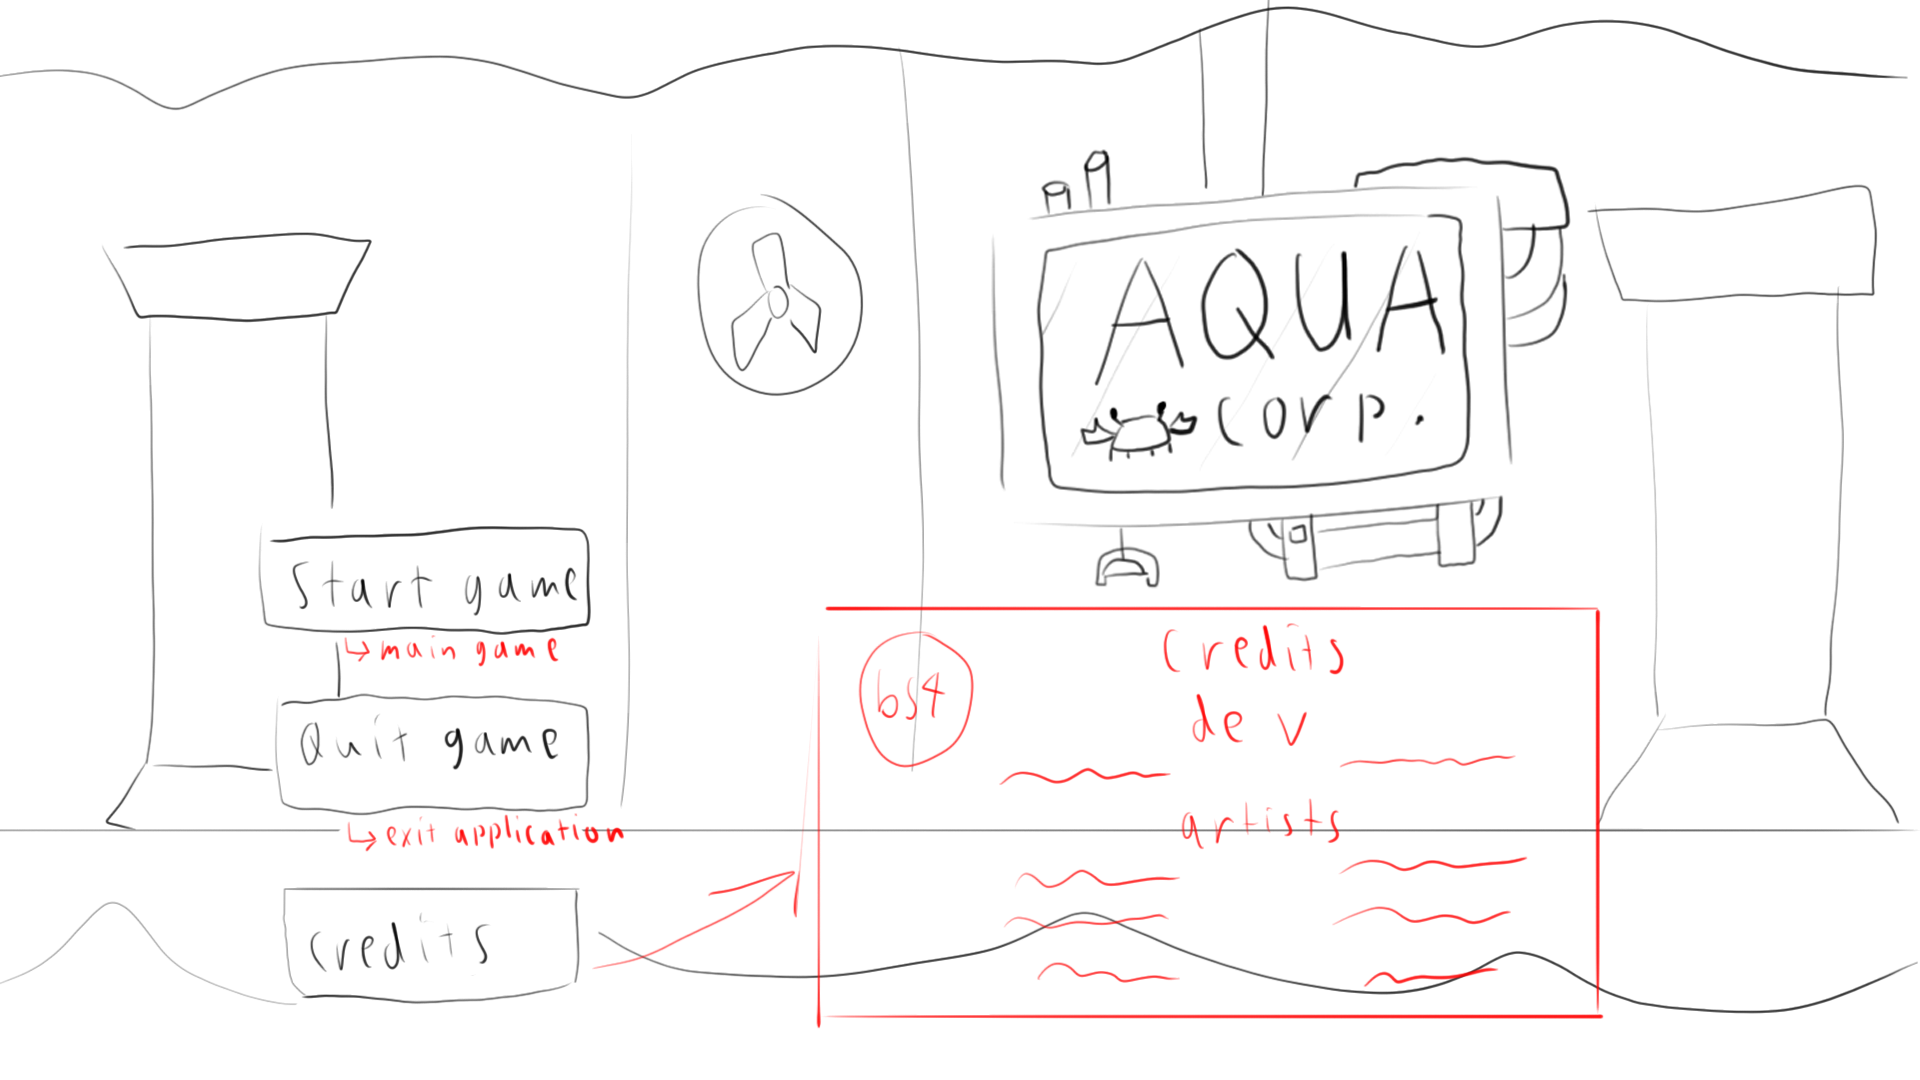 AQUA
corp.
Start game
main game
Quit game
exit application
Credits
bs4
Credits
dev
artists